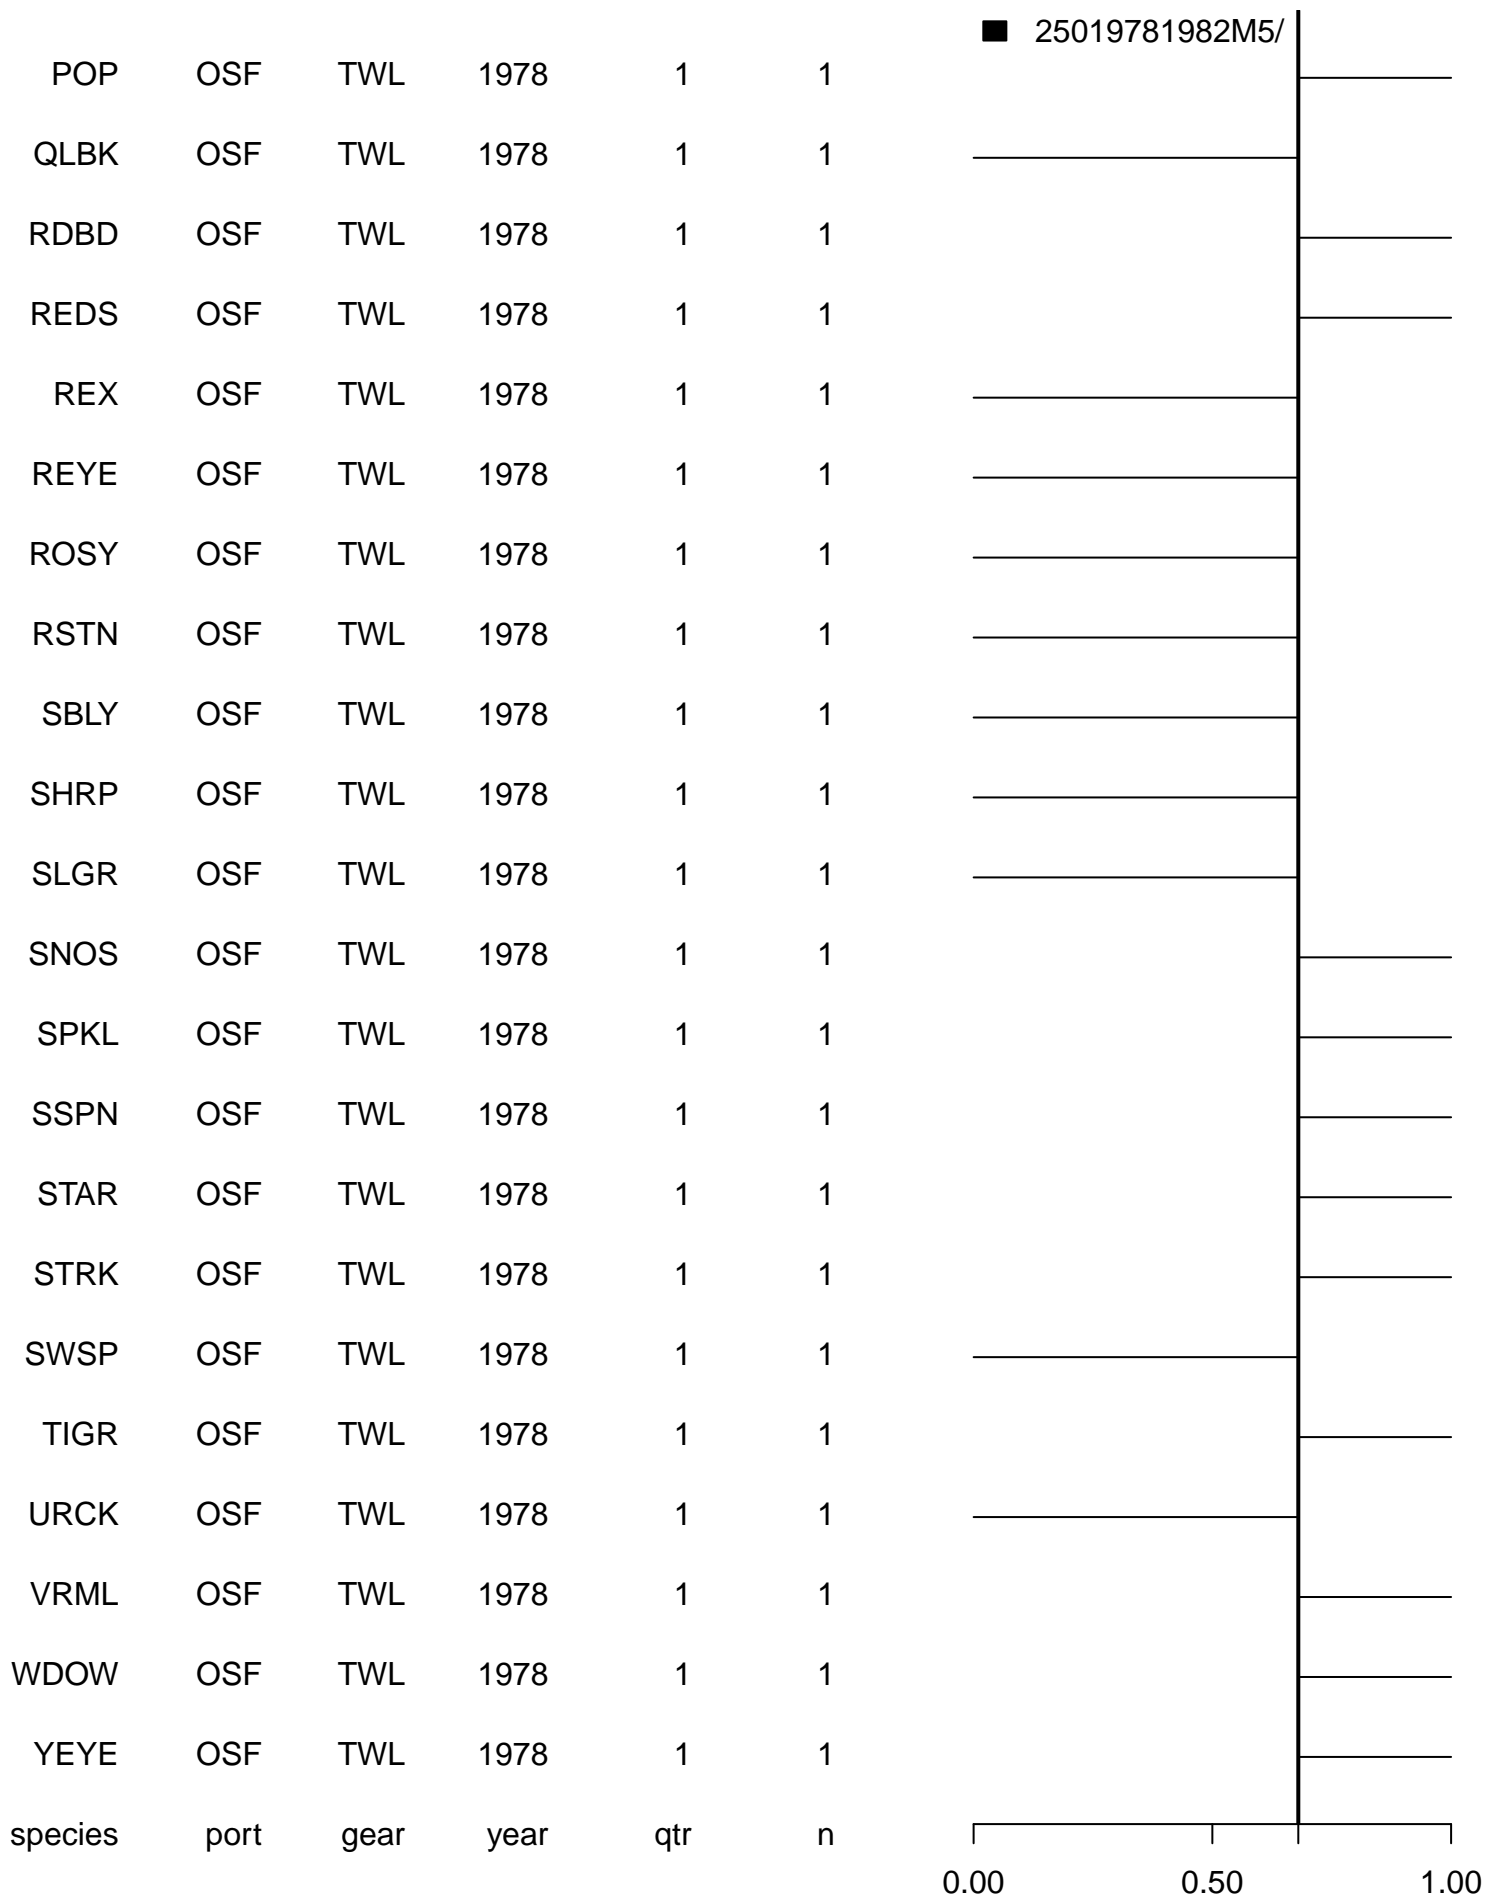 25019781982M5/
POP OSF TWL 1978 1 1
QLBK OSF TWL 1978 1 1
RDBD OSF TWL 1978 1 1
REDS OSF TWL 1978 1 1
REX OSF TWL 1978 1 1
REYE OSF TWL 1978 1 1
ROSY OSF TWL 1978 1 1
RSTN OSF TWL 1978 1 1
SBLY OSF TWL 1978 1 1
SHRP OSF TWL 1978 1 1
SLGR OSF TWL 1978 1 1
SNOS OSF TWL 1978 1 1
SPKL OSF TWL 1978 1 1
SSPN OSF TWL 1978 1 1
STAR OSF TWL 1978 1 1
STRK OSF TWL 1978 1 1
SWSP OSF TWL 1978 1 1
TIGR OSF TWL 1978 1 1
URCK OSF TWL 1978 1 1
VRML OSF TWL 1978 1 1
WDOW OSF TWL 1978 1 1
YEYE OSF TWL 1978 1 1
species port gear year qtr n
0.00 0.50 1.00